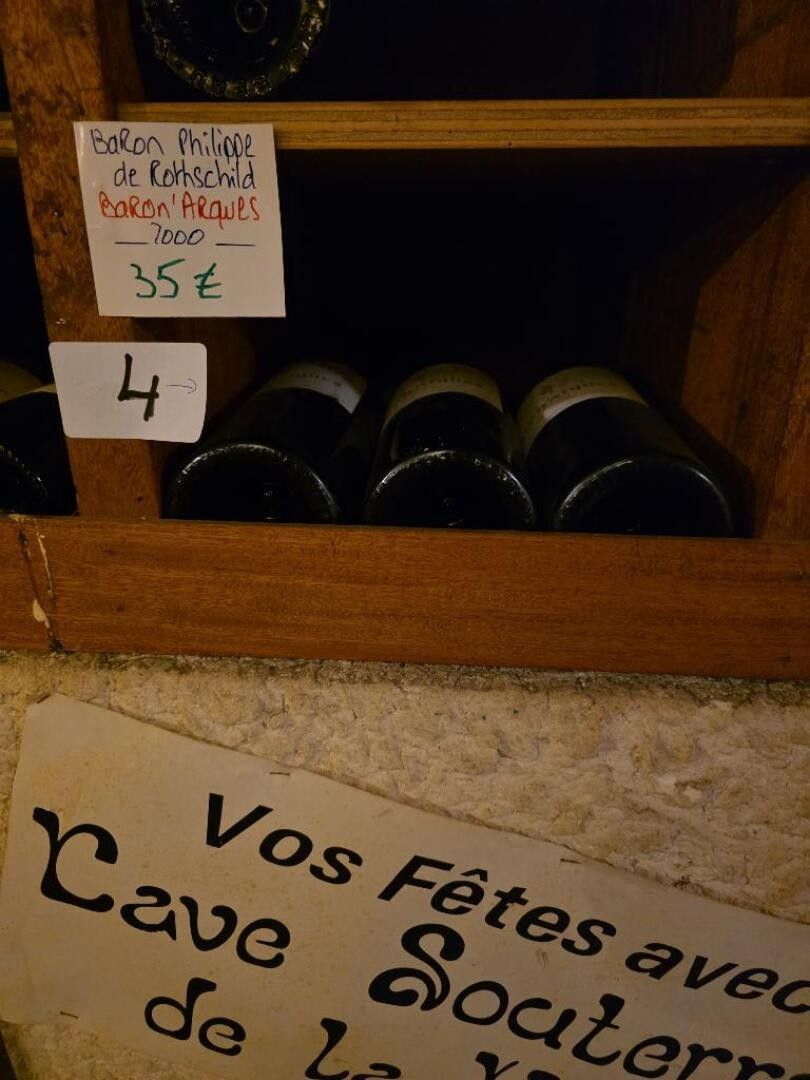 Baron Philippe
de Rothschild
Baron'Arques
2000
35 €
4 →
Vos Fêtes avec
Cave Souterr
de la